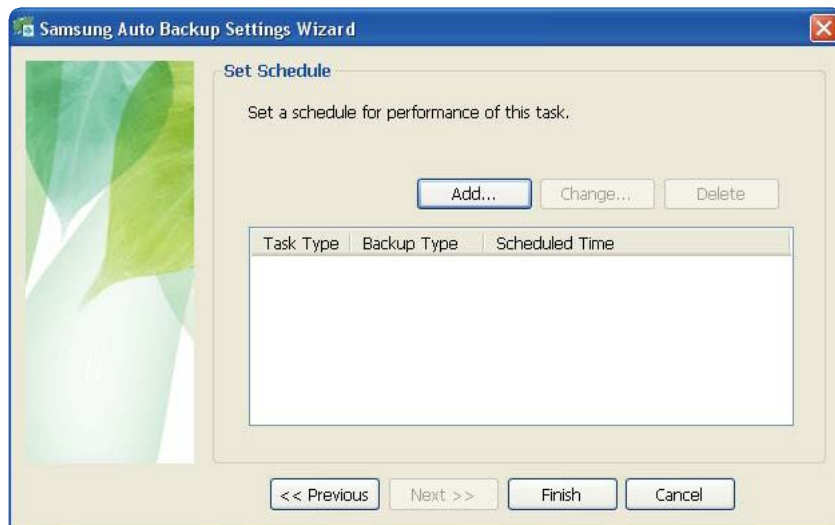 Samsung Auto Backup Settings Wizard
Set Schedule
Set a schedule for performance of this task.
Add... Change... Delete
Task Type Backup Type Scheduled Time
<< Previous Next >> Finish Cancel